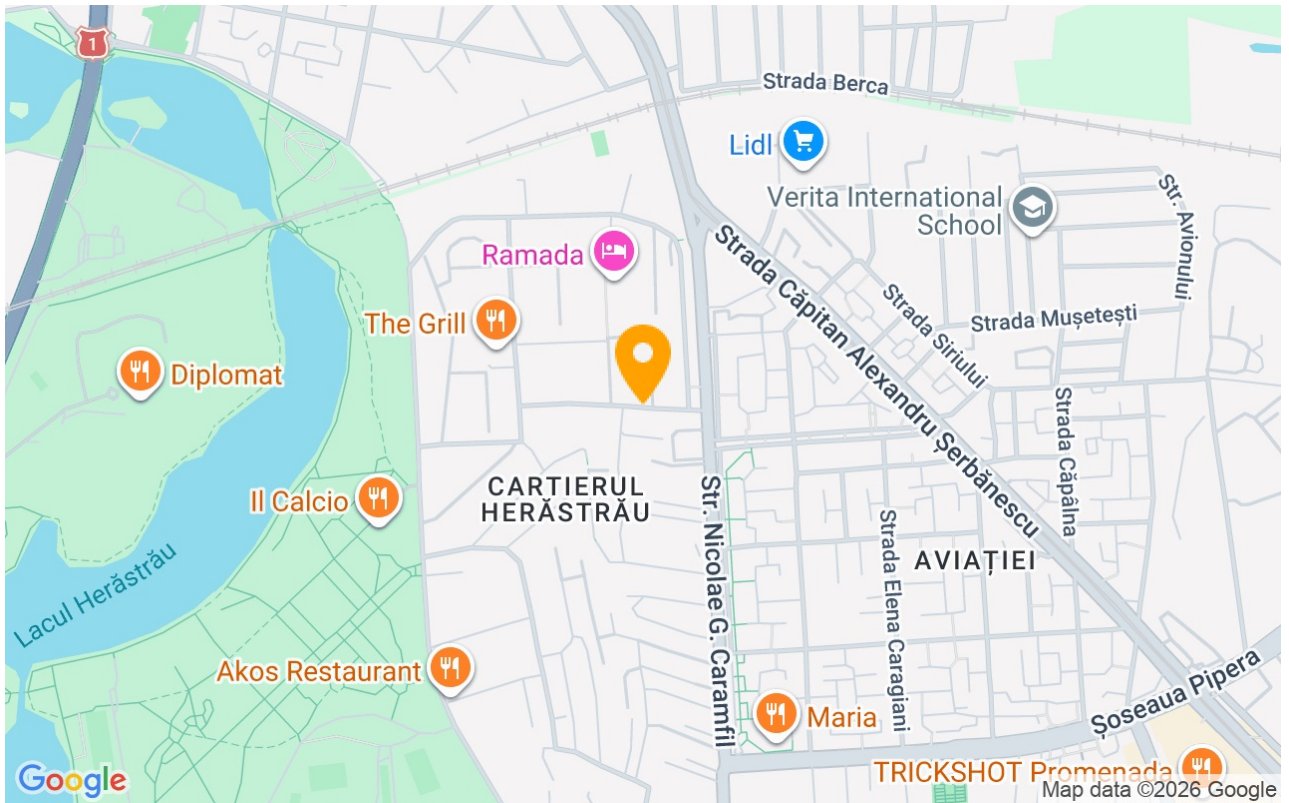 1
Strada Berca
Lidl
Verita International
School
Str. Avionului
Ramada
Strada Căpitan Alexandru Șerbănescu
The Grill
Strada Siriului
Strada Mușetești
Diplomat
Strada Căpâlna
CARTIERUL
HERĂSTRĂU
Il Calcio
Str. Nicolae G. Caramfil
Strada Elena Caragiani
AVIAȚIEI
Lacul Herăstrău
Akos Restaurant
Maria
Șoseaua Pipera
TRICKSHOT Promenada
Google
Map data ©2026 Google